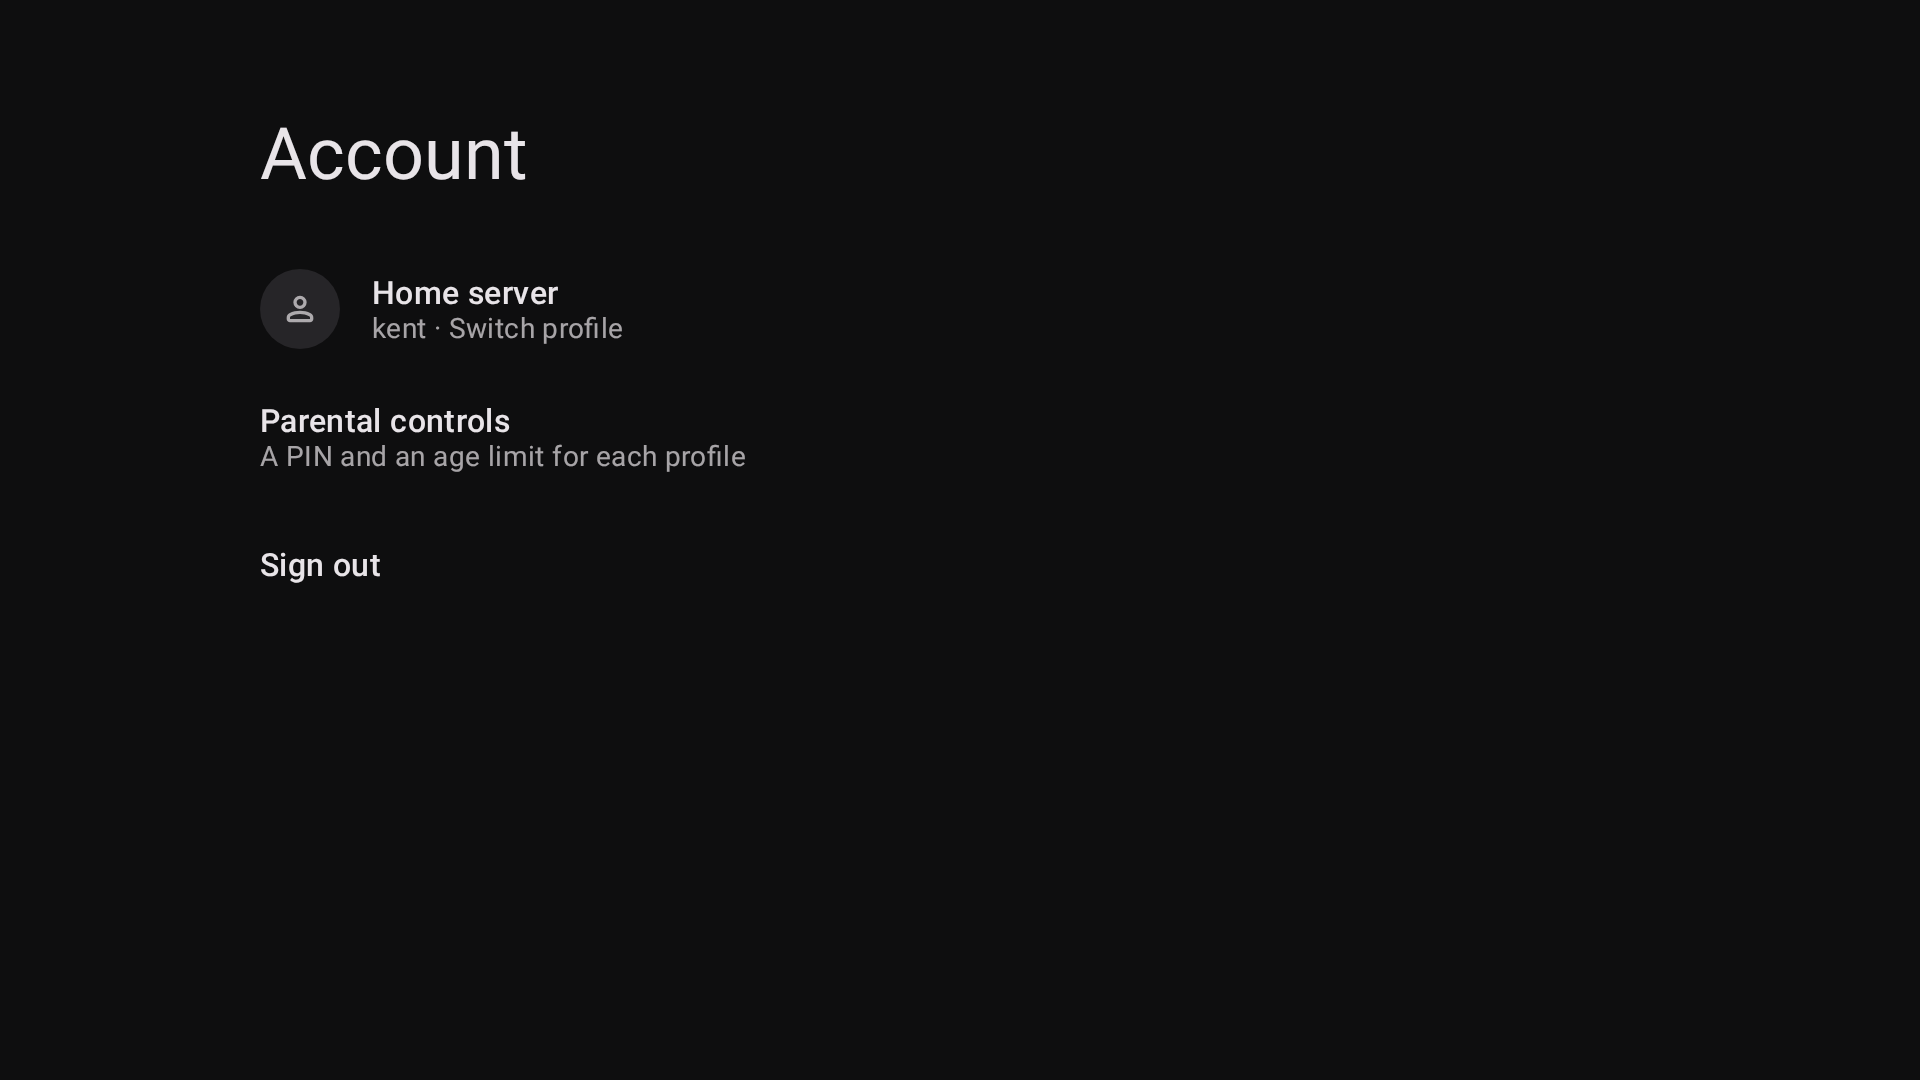 Account
Home server
kent · Switch profile
Parental controls
A PIN and an age limit for each profile
Sign out